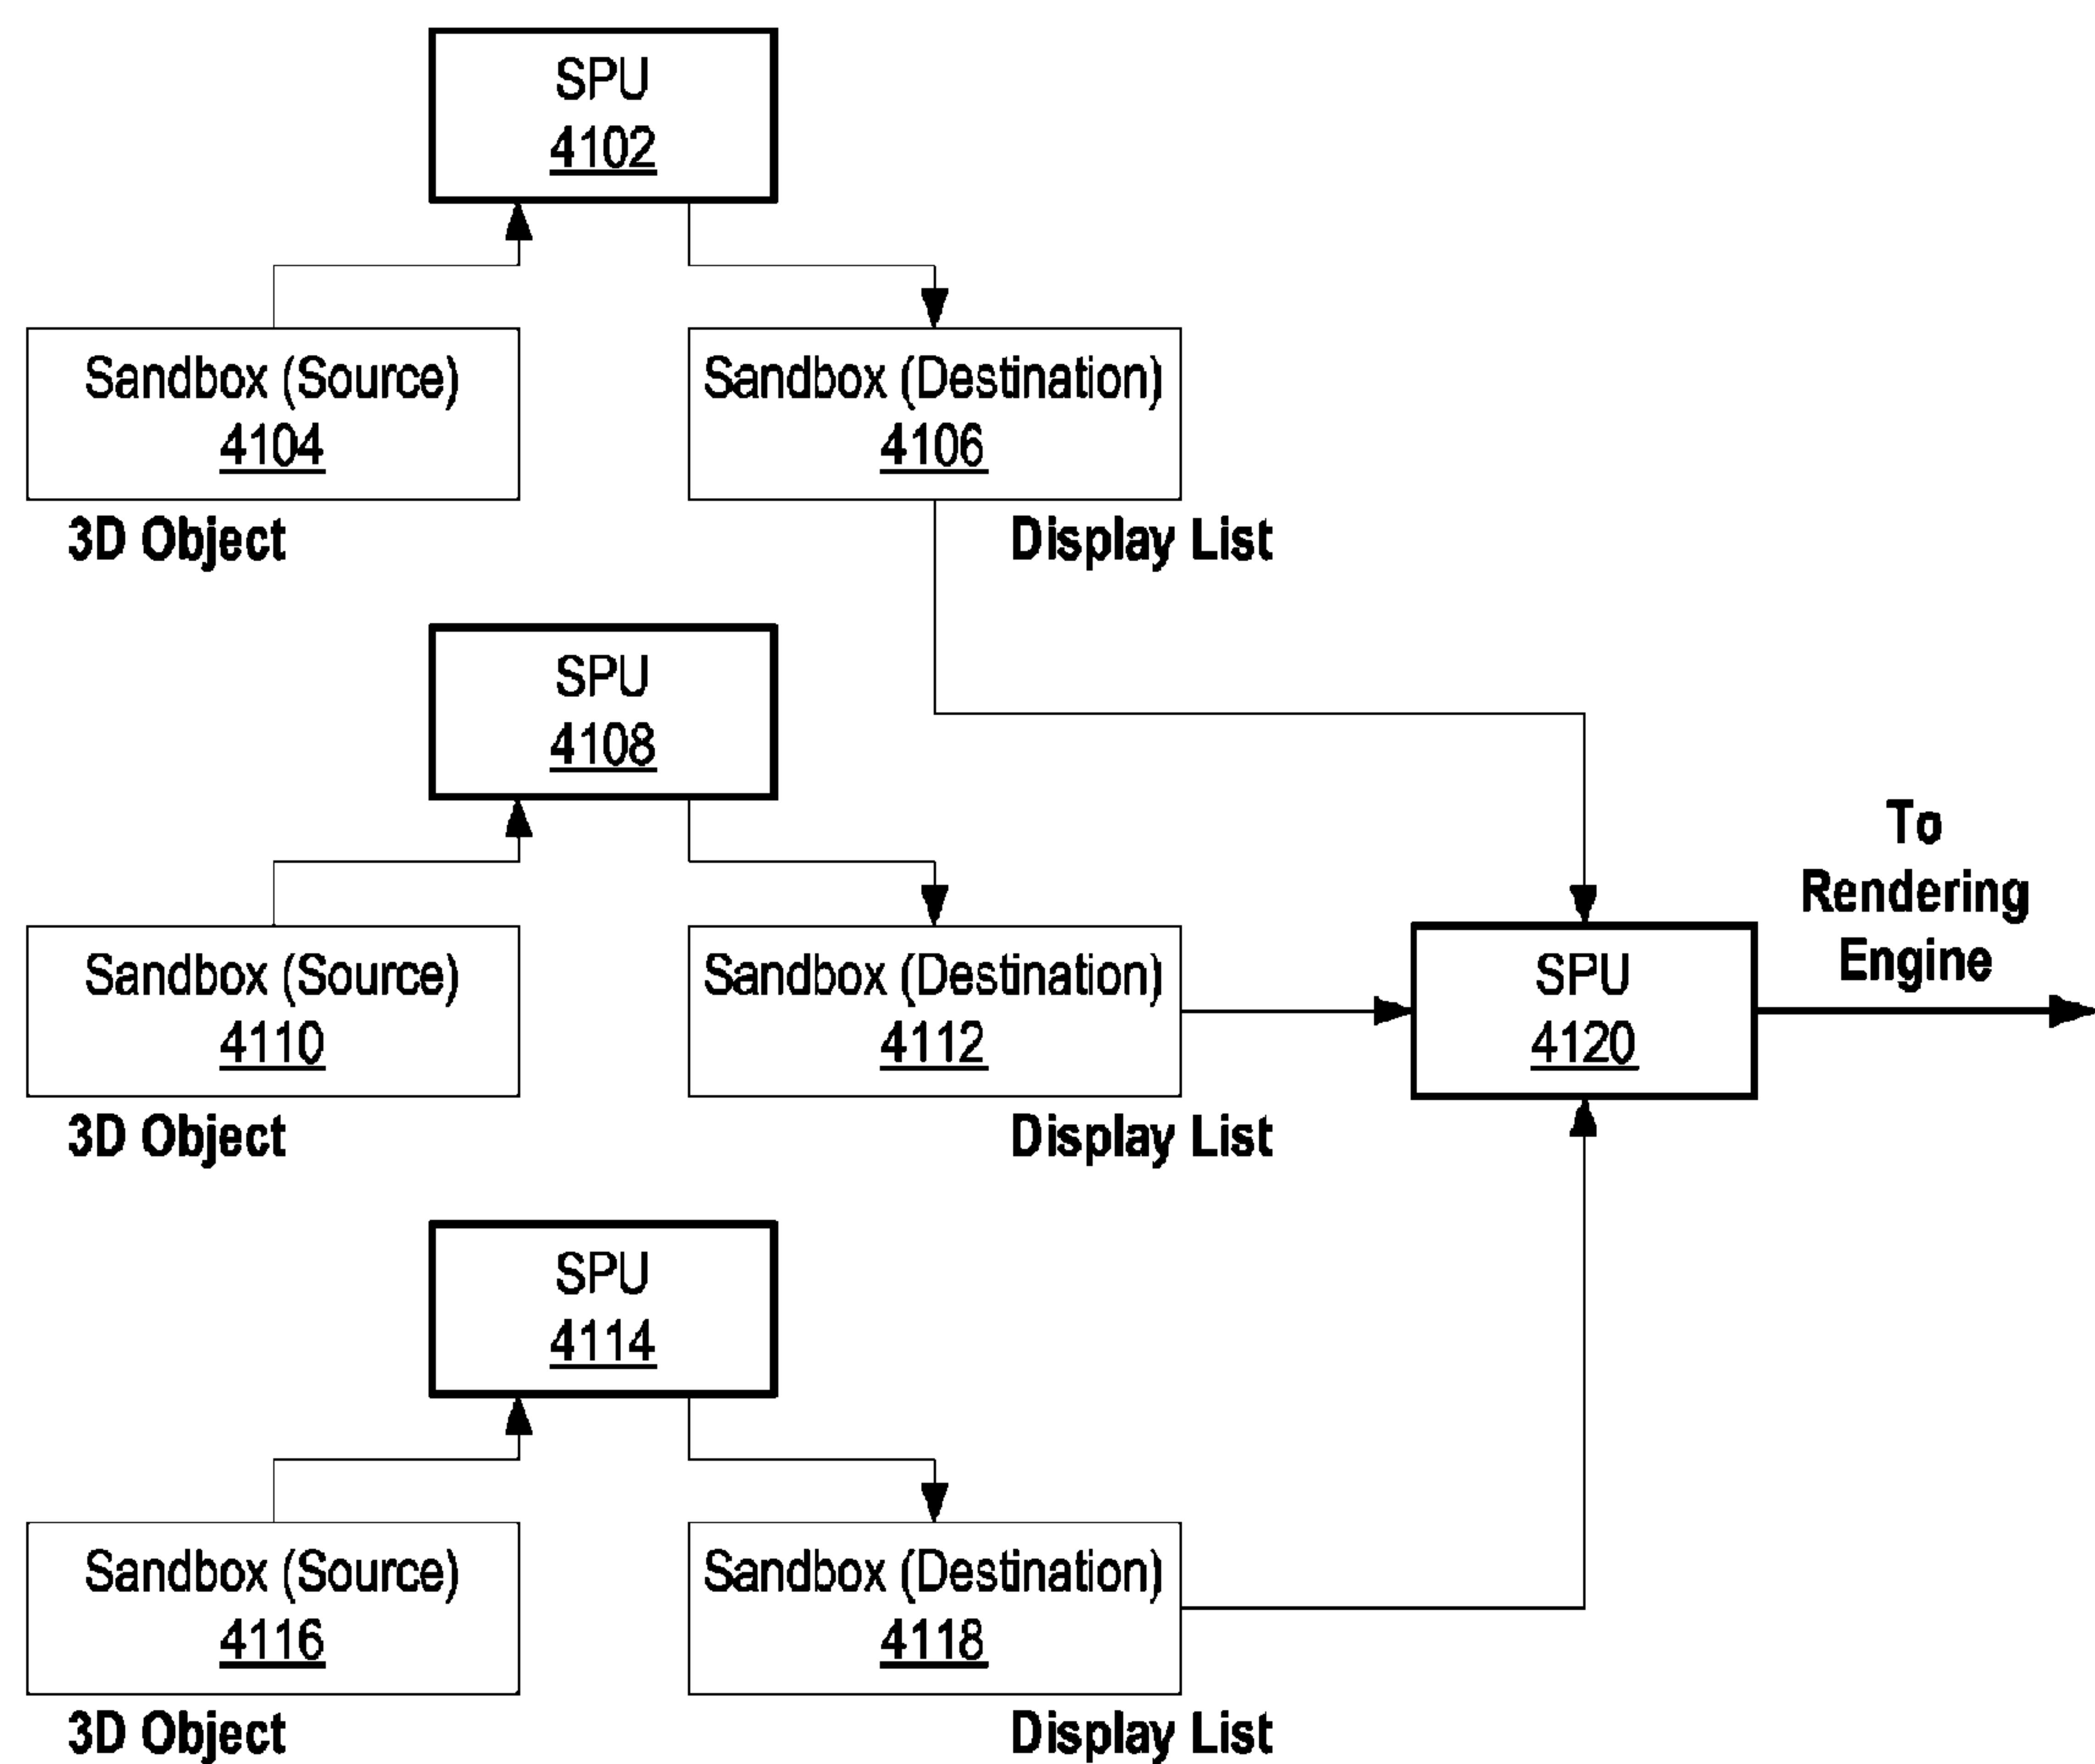 SPU
4102
Sandbox (Source)
4104
3D Object
Sandbox (Destination)
4106
Display List
SPU
4108
Sandbox (Source)
4110
3D Object
Sandbox (Destination)
4112
Display List
SPU
4114
Sandbox (Source)
4116
3D Object
Sandbox (Destination)
4118
Display List
SPU
4120
To
Rendering
Engine